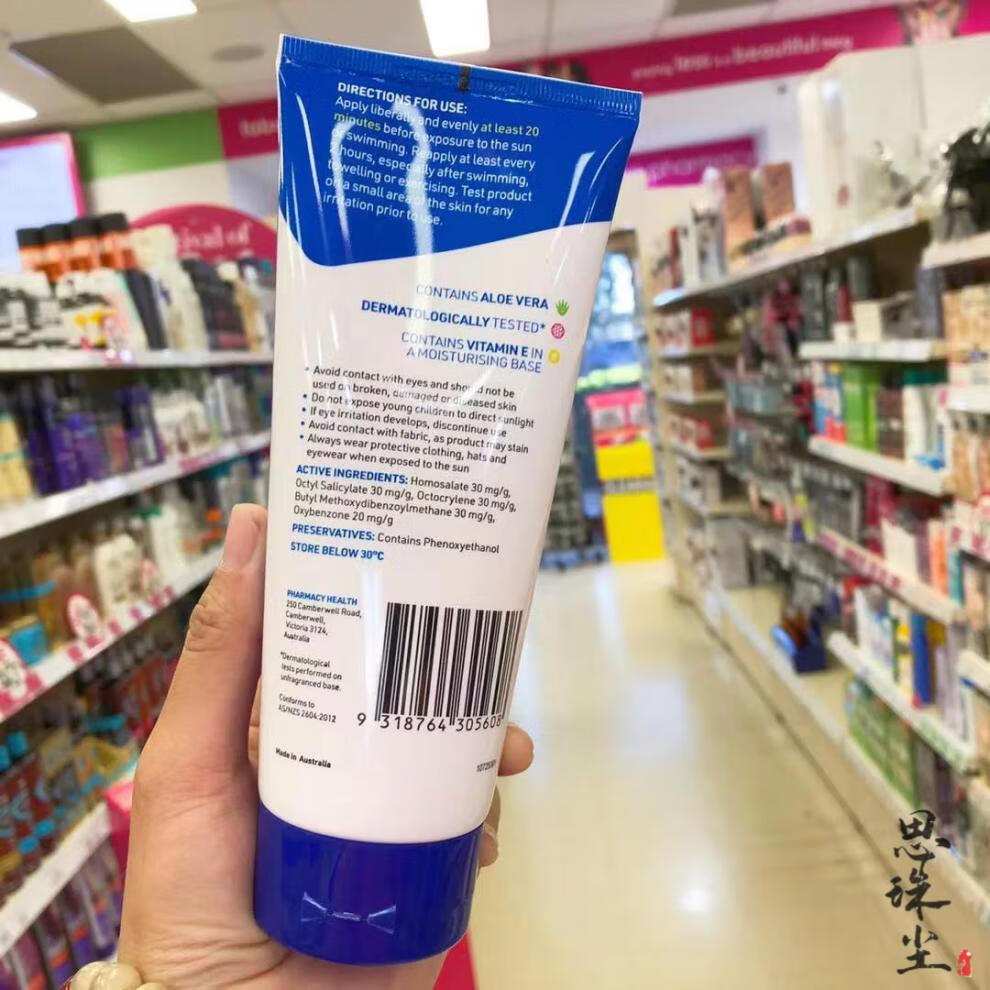 DIRECTIONS FOR USE:
Apply liberally and evenly at least 20
minutes before exposure to the sun
or swimming. Reapply at least every
2 hours, especially after swimming,
towelling or exercising. Test product
on a small area of the skin for any
irritation prior to use.
CONTAINS ALOE VERA
DERMATOLOGICALLY TESTED*
CONTAINS VITAMIN E IN
A MOISTURISING BASE
• Avoid contact with eyes and should not be
used on broken, damaged or diseased skin
• Do not expose young children to direct sunlight
• If eye irritation develops, discontinue use
• Avoid contact with fabric, as product may stain
• Always wear protective clothing, hats and
eyewear when exposed to the sun
ACTIVE INGREDIENTS: Homosalate 30 mg/g,
Octyl Salicylate 30 mg/g, Octocrylene 30 mg/g,
Butyl Methoxydibenzoylmethane 30 mg/g,
Oxybenzone 20 mg/g
PRESERVATIVES: Contains Phenoxyethanol
STORE BELOW 30°C
PHARMACY HEALTH
250 Camberwell Road,
Camberwell,
Victoria 3124,
Australia
*Dermatological
tests performed on
unfragranced base.
Conforms to
AS/NZS 2604:2012
9 318764 305608
Made in Australia
思珠尘